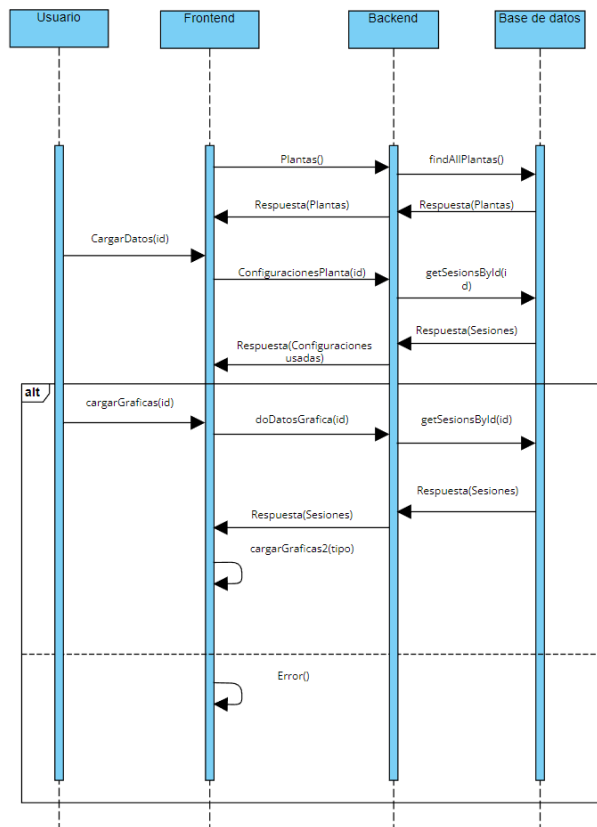 Usuario
Frontend
Backend
Base de datos
Plantas()
findAllPlantas()
Respuesta(Plantas)
Respuesta(Plantas)
CargarDatos(id)
ConfiguracionesPlanta(id)
getSesionsById(i
d)
Respuesta(Sesiones)
Respuesta(Configuraciones
usadas)
alt
cargarGraficas(id)
doDatosGrafica(id)
getSesionsById(id)
Respuesta(Sesiones)
Respuesta(Sesiones)
cargarGraficas2(tipo)
Error()